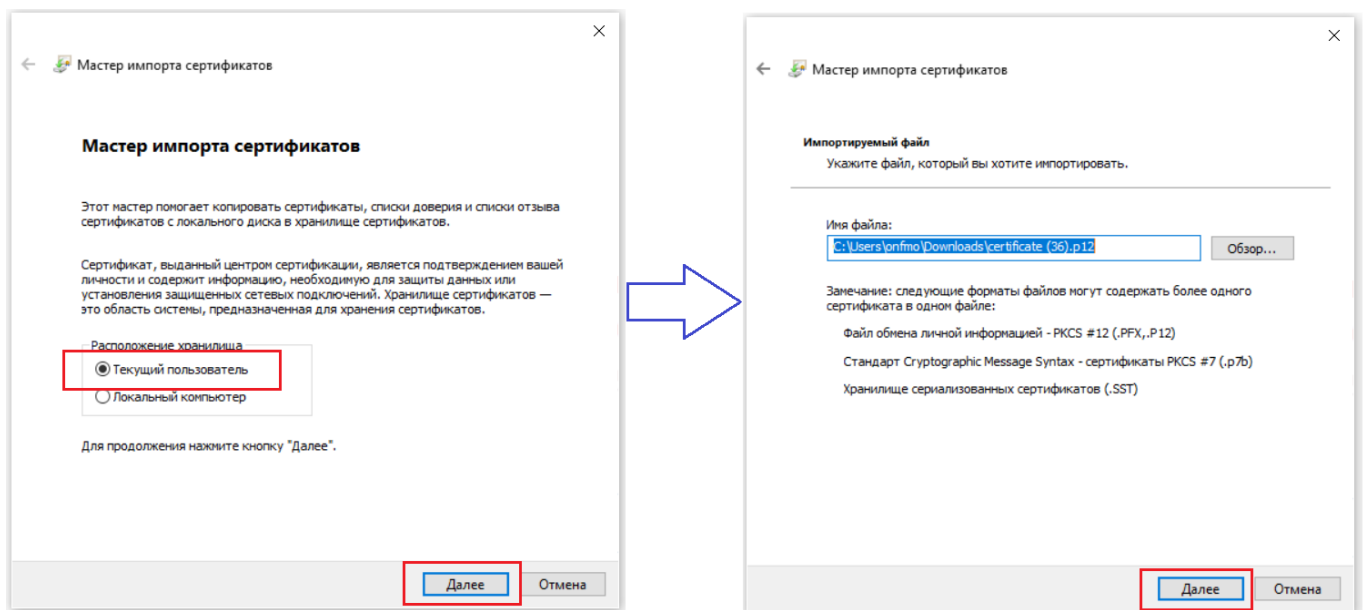 Мастер импорта сертификатов
Мастер импорта сертификатов
Этот мастер помогает копировать сертификаты, списки доверия и списки отзыва
сертификатов с локального диска в хранилище сертификатов.
Сертификат, выданный центром сертификации, является подтверждением вашей
личности и содержит информацию, необходимую для защиты данных или
установления защищенных сетевых подключений. Хранилище сертификатов —
это область системы, предназначенная для хранения сертификатов.
Расположение хранилища
Текущий пользователь
Локальный компьютер
Для продолжения нажмите кнопку "Далее".
Далее
Отмена
Мастер импорта сертификатов
Импортируемый файл
Укажите файл, который вы хотите импортировать.
Имя файла:
C:\Users\onfmo\Downloads\certificate (36).p12
Обзор...
Замечание: следующие форматы файлов могут содержать более одного
сертификата в одном файле:
Файл обмена личной информацией - PKCS #12 (.PFX,.P12)
Стандарт Cryptographic Message Syntax - сертификаты PKCS #7 (.p7b)
Хранилище сериализованных сертификатов (.SST)
Далее
Отмена